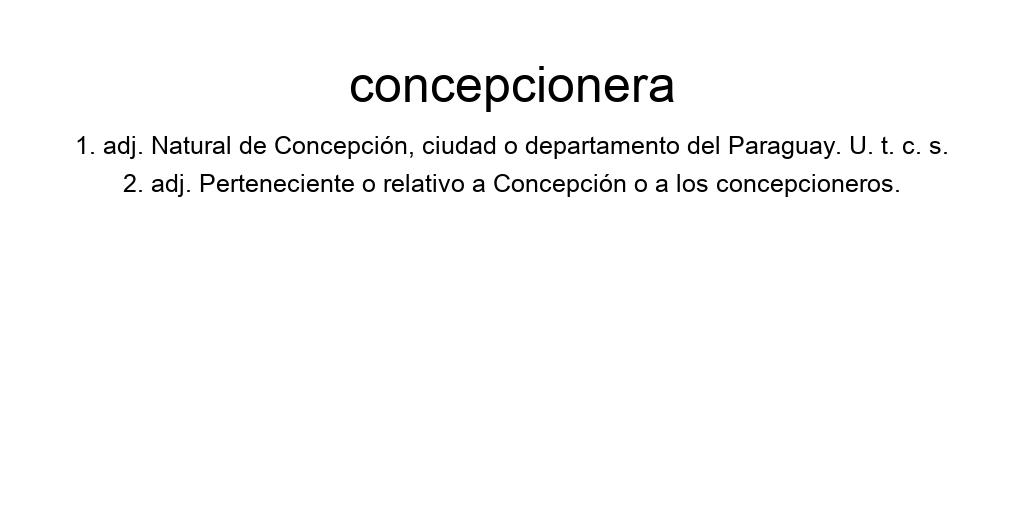 concepcionera
1. adj. Natural de Concepción, ciudad o departamento del Paraguay. U. t. c. s.
2. adj. Perteneciente o relativo a Concepción o a los concepcioneros.